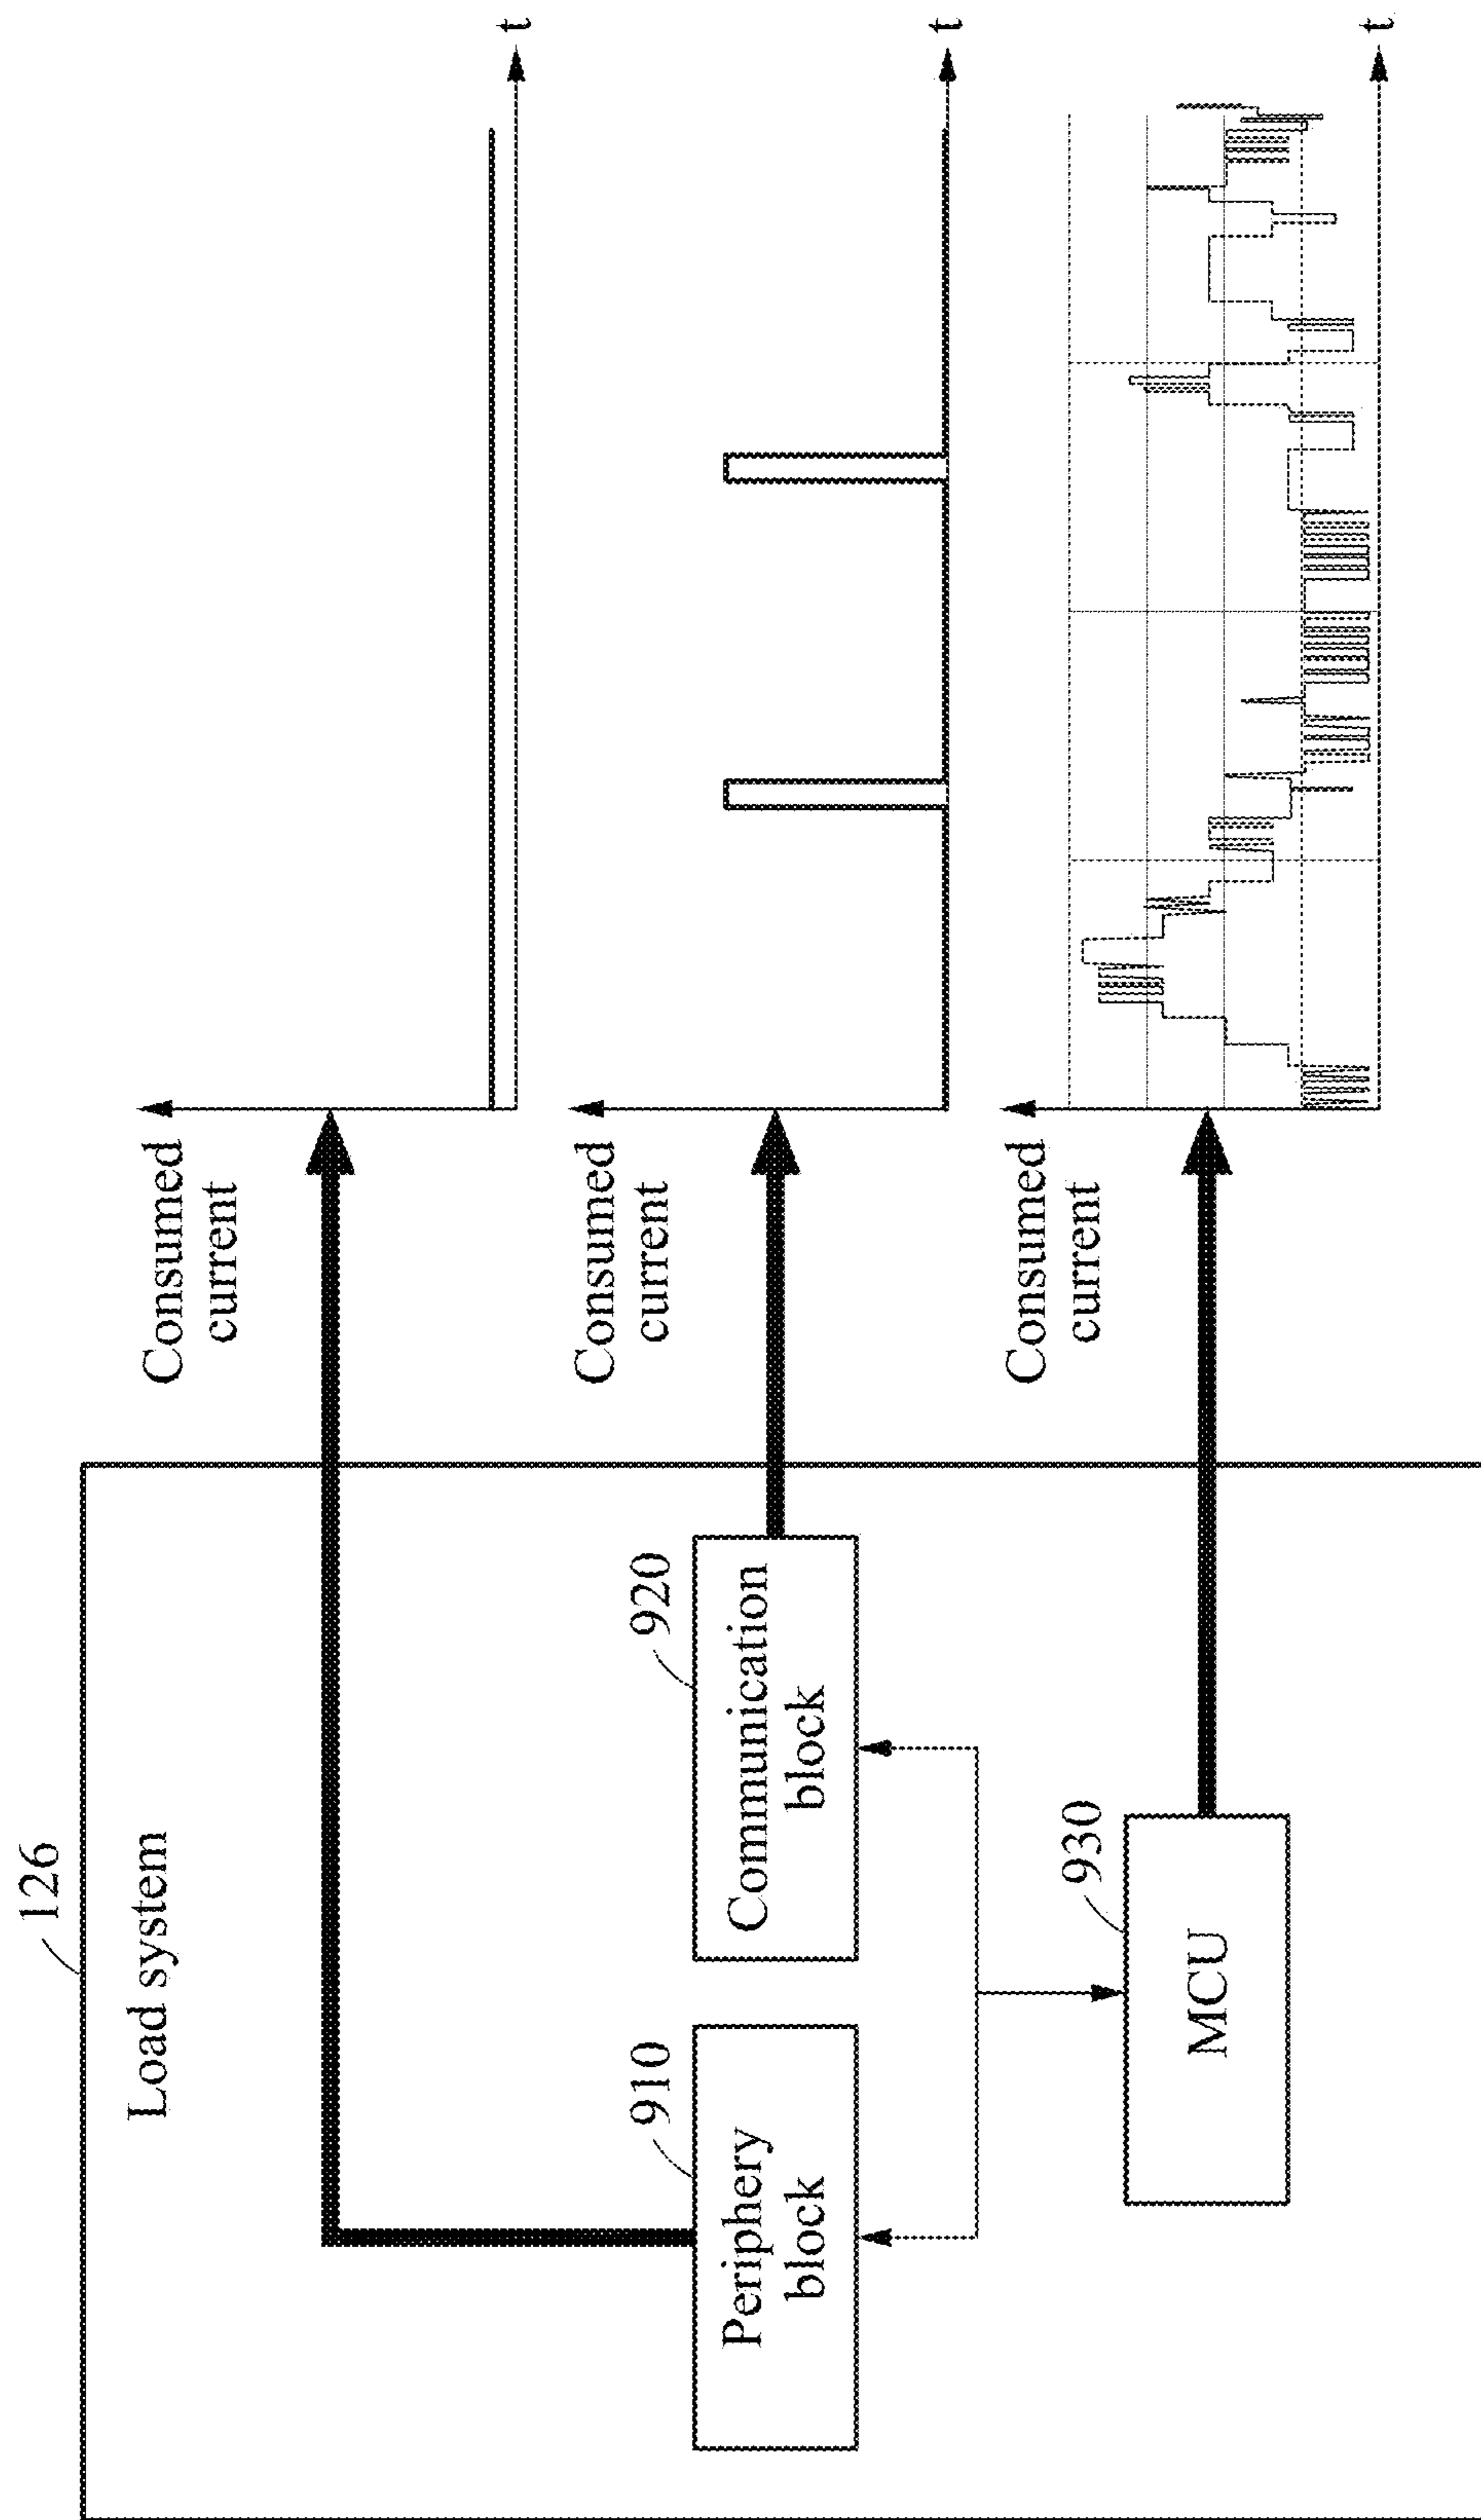 126
Load system
Periphery
block
910
Communication
block
920
MCU
930
Consumed
current
t
Consumed
current
t
Consumed
current
t